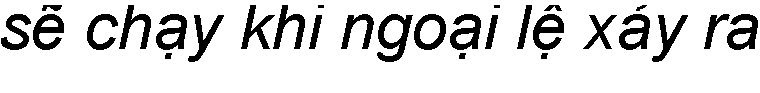 sẽ chạy khi ngoại lệ xáy ra